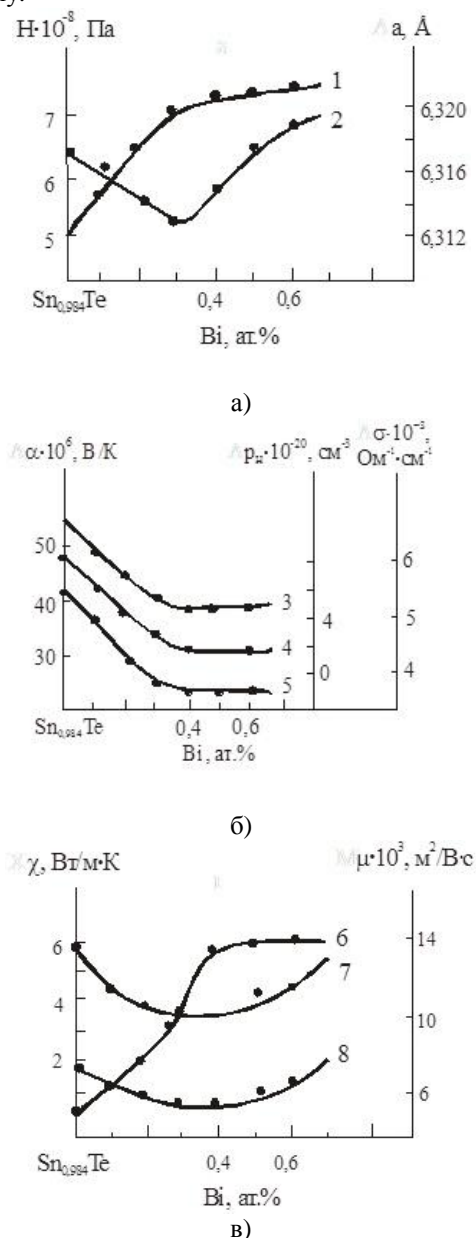 му.
Н·10⁻⁸, Па
а, Å
7
6
5
1
2
6,320
6,316
6,312
Sn₀,₉₈₄Te
0,4
0,6
Bi, ат.%
а)
α·10⁶, В/К
pн·10⁻²⁰, см⁻³
σ·10⁻³,
Ом⁻¹·см⁻¹
50
40
30
3
4
5
4
0
6
5
4
Sn₀,₉₈₄Te
0,4
0,6
Bi, ат.%
б)
χ, Вт/м·К
μ·10³, м²/В·с
6
4
2
6
7
8
14
10
6
Sn₀,₉₈₄Te
0,4
0,6
Bi, ат.%
в)